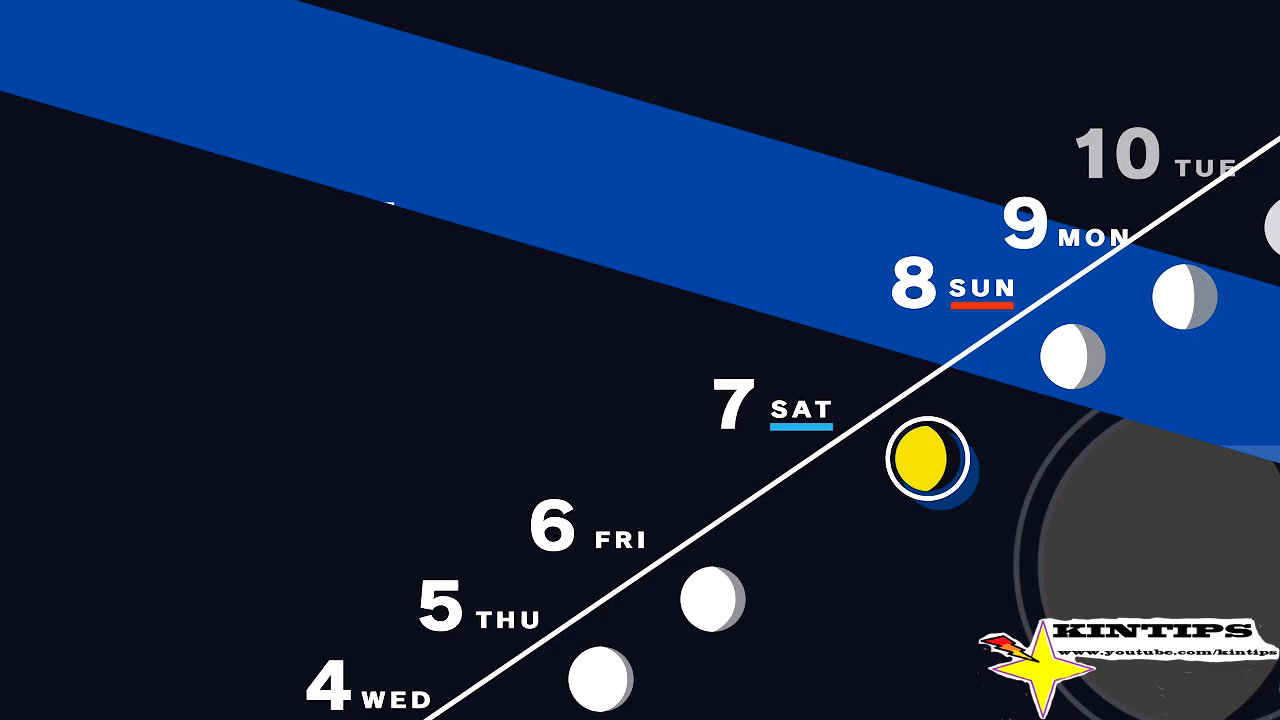 10 TUE
9 MON
8 SUN
7 SAT
6 FRI
5 THU
4 WED
KINTIPS
www.youtube.com/kintips